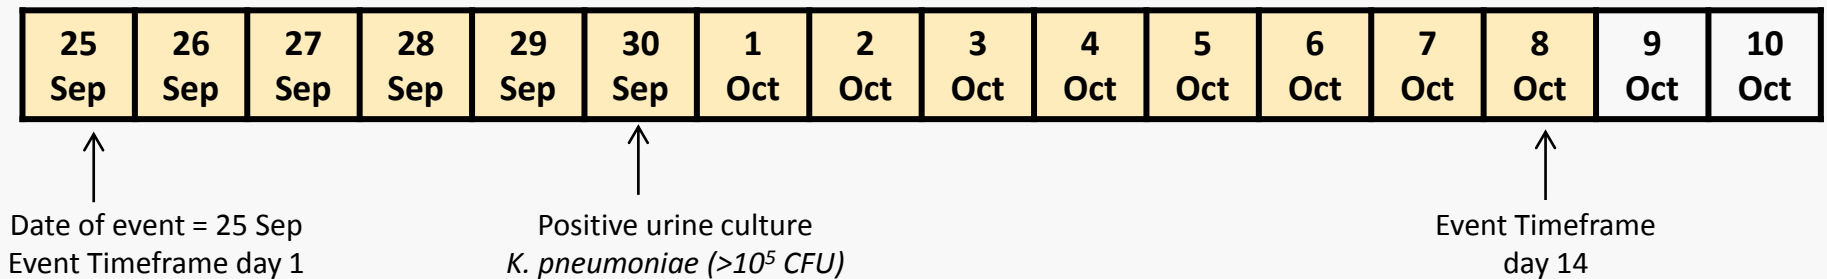 25 26 27 28 29 30 1 2 3 4 5 6 7 8 9 10
Sep Sep Sep Sep Sep Sep Oct Oct Oct Oct Oct Oct Oct Oct Oct Oct
Date of event = 25 Sep
Event Timeframe day 1
Positive urine culture
K. pneumoniae (>10⁵ CFU)
Event Timeframe
day 14